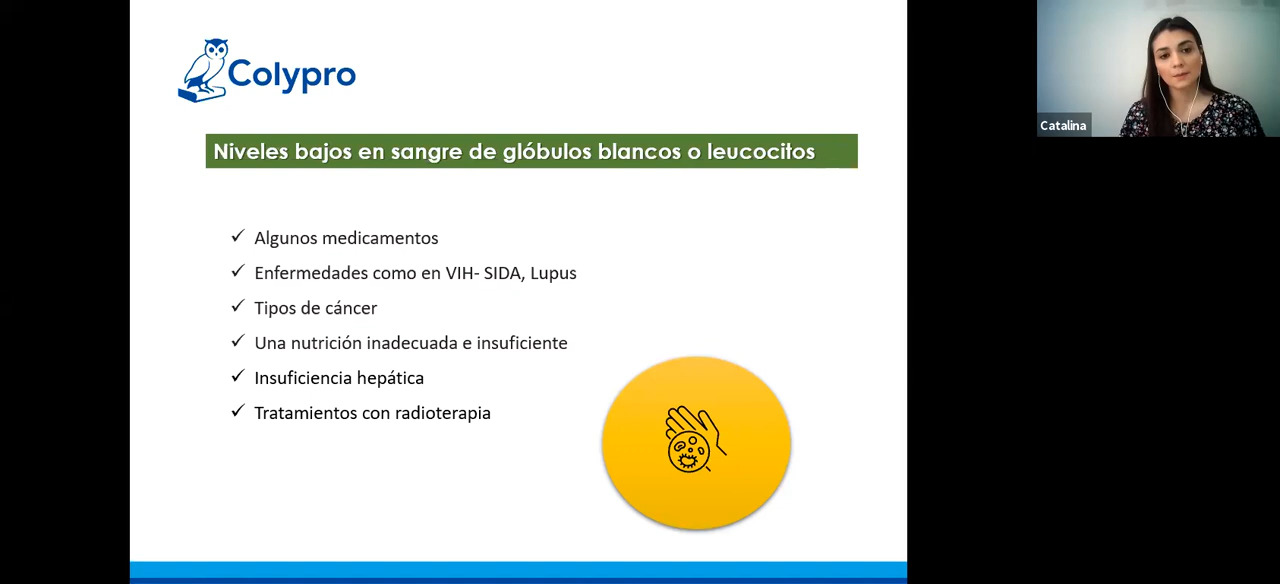 Colypro
Catalina
Niveles bajos en sangre de glóbulos blancos o leucocitos
Algunos medicamentos
Enfermedades como en VIH- SIDA, Lupus
Tipos de cáncer
Una nutrición inadecuada e insuficiente
Insuficiencia hepática
Tratamientos con radioterapia